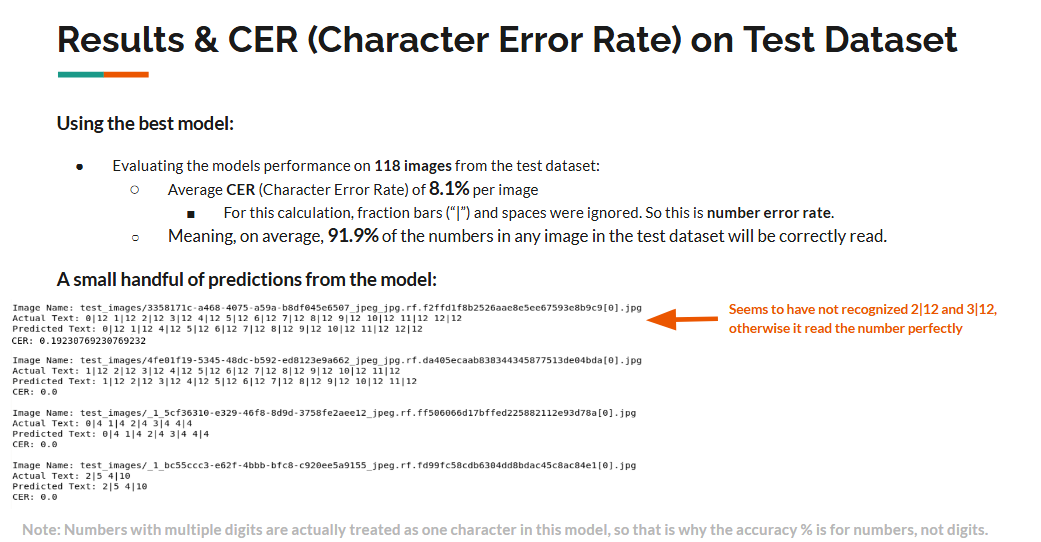 Results & CER (Character Error Rate) on Test Dataset
Using the best model:
● Evaluating the models performance on 118 images from the test dataset:
○ Average CER (Character Error Rate) of 8.1% per image
■ For this calculation, fraction bars (“|”) and spaces were ignored. So this is number error rate.
○ Meaning, on average, 91.9% of the numbers in any image in the test dataset will be correctly read.
A small handful of predictions from the model:
Image Name: test_images/3358171c-a468-4075-a59a-b8df045e6507_jpeg_jpg.rf.f2ffd1f8b2526aae8e5ee67593e8b9c9[0].jpg
Actual Text: 0|12 1|12 2|12 3|12 4|12 5|12 6|12 7|12 8|12 9|12 10|12 11|12 12|12
Predicted Text: 0|12 1|12 4|12 5|12 6|12 7|12 8|12 9|12 10|12 11|12 12|12
CER: 0.19230769230769232
Seems to have not recognized 2|12 and 3|12,
otherwise it read the number perfectly
Image Name: test_images/4fe01f19-5345-48dc-b592-ed8123e9a662_jpeg_jpg.rf.da405ecaab838344345877513de04bda[0].jpg
Actual Text: 1|12 2|12 3|12 4|12 5|12 6|12 7|12 8|12 9|12 10|12 11|12
Predicted Text: 1|12 2|12 3|12 4|12 5|12 6|12 7|12 8|12 9|12 10|12 11|12
CER: 0.0
Image Name: test_images/_1_5cf36310-e329-46f8-8d9d-3758fe2aee12_jpeg.rf.ff506066d17bffed225882112e93d78a[0].jpg
Actual Text: 0|4 1|4 2|4 3|4 4|4
Predicted Text: 0|4 1|4 2|4 3|4 4|4
CER: 0.0
Image Name: test_images/_1_bc55ccc3-e62f-4bbb-bfc8-c920ee5a9155_jpeg.rf.fd99fc58cdb6304dd8bdac45c8ac84e1[0].jpg
Actual Text: 2|5 4|10
Predicted Text: 2|5 4|10
CER: 0.0
Note: Numbers with multiple digits are actually treated as one character in this model, so that is why the accuracy % is for numbers, not digits.